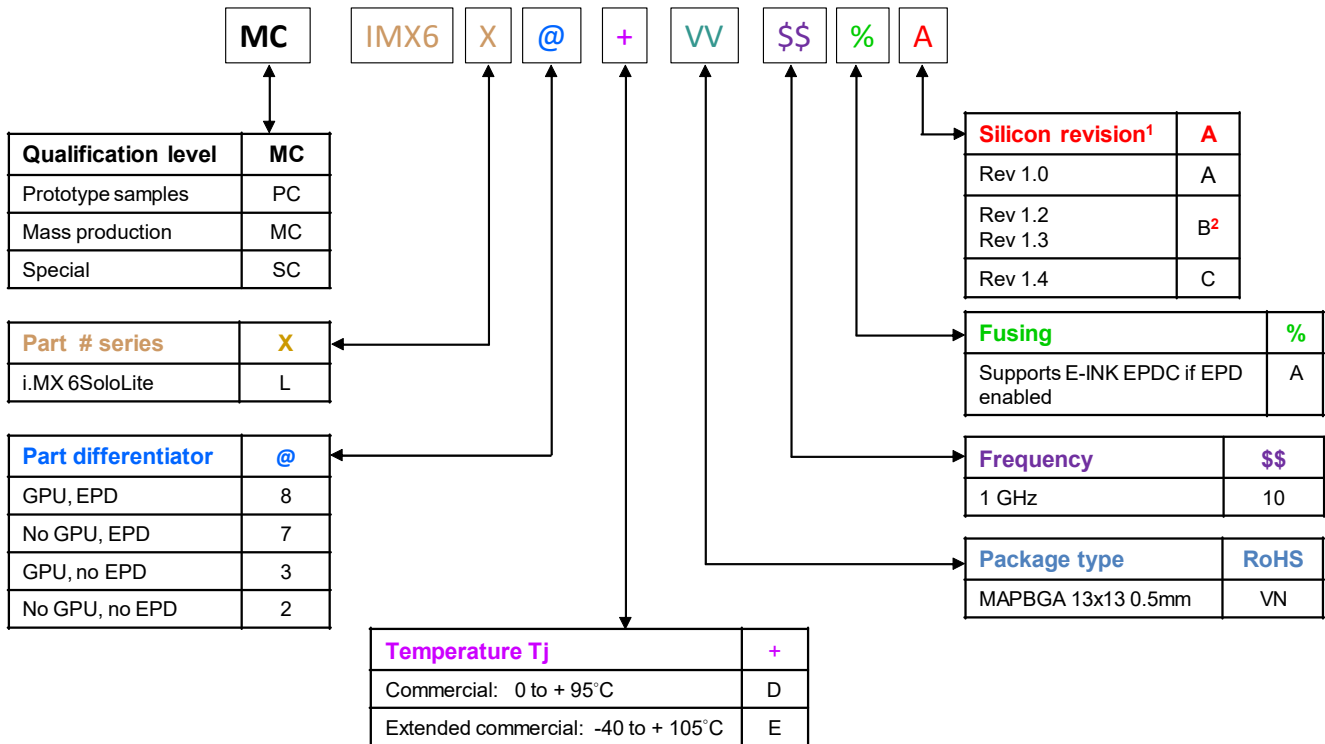 MC IMX6 X @ + VV $$ % A
Qualification level MC
Prototype samples PC
Mass production MC
Special SC
Part # series X
i.MX 6SoloLite L
Part differentiator @
GPU, EPD 8
No GPU, EPD 7
GPU, no EPD 3
No GPU, no EPD 2
Temperature Tj +
Commercial: 0 to + 95°C D
Extended commercial: -40 to + 105°C E
Silicon revision¹ A
Rev 1.0 A
Rev 1.2
Rev 1.3 B²
Rev 1.4 C
Fusing %
Supports E-INK EPDC if EPD A
enabled
Frequency $$
1 GHz 10
Package type RoHS
MAPBGA 13x13 0.5mm VN